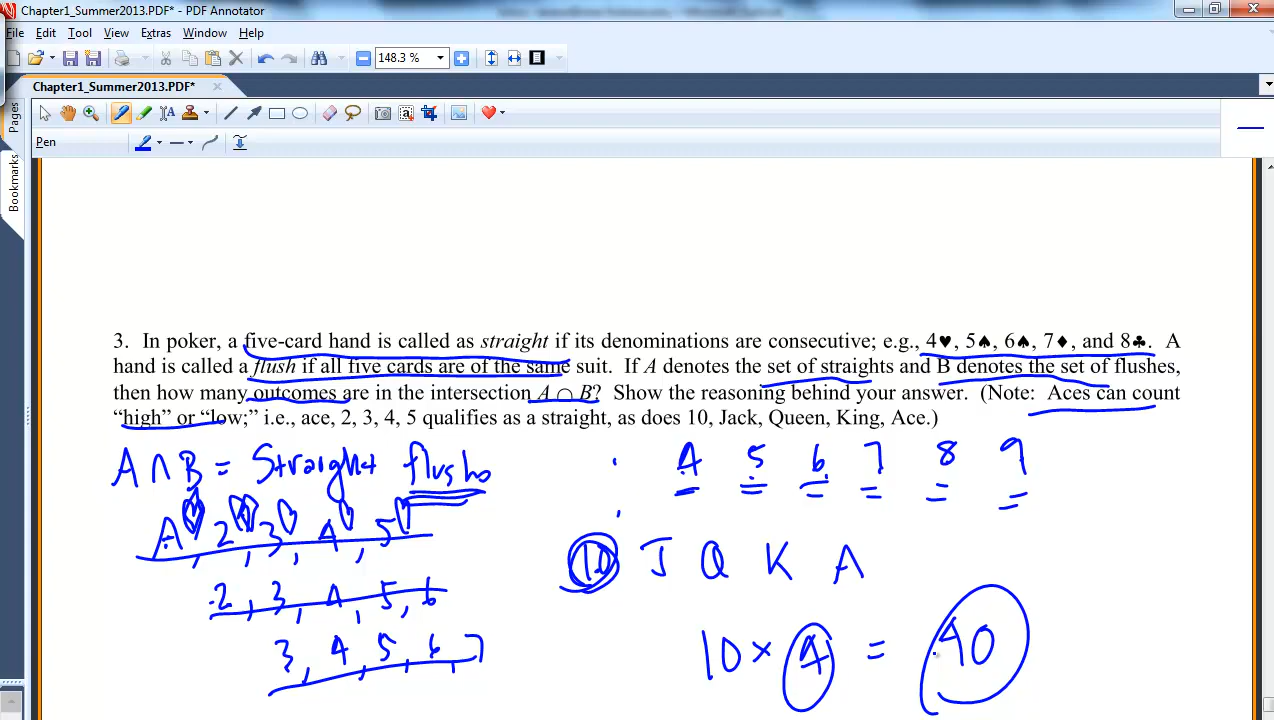 Chapter1_Summer2013.PDF* - PDF Annotator
File Edit Tool View Extras Window Help
148.3 %
Chapter1_Summer2013.PDF*
Pages
Bookmarks
Pen
3. In poker, a five-card hand is called as straight if its denominations are consecutive; e.g., 4♥, 5♠, 6♠, 7♦, and 8♣. A
hand is called a flush if all five cards are of the same suit. If A denotes the set of straights and B denotes the set of flushes,
then how many outcomes are in the intersection A ∩ B? Show the reasoning behind your answer. (Note: Aces can count
“high” or “low;” i.e., ace, 2, 3, 4, 5 qualifies as a straight, as does 10, Jack, Queen, King, Ace.)
A ∩ B = Straight flush
A, 2, 3, 4, 5
2, 3, 4, 5, 6
3, 4, 5, 6, 7
A 5 6 7 8 9
10 J Q K A
10 × 4 = 40